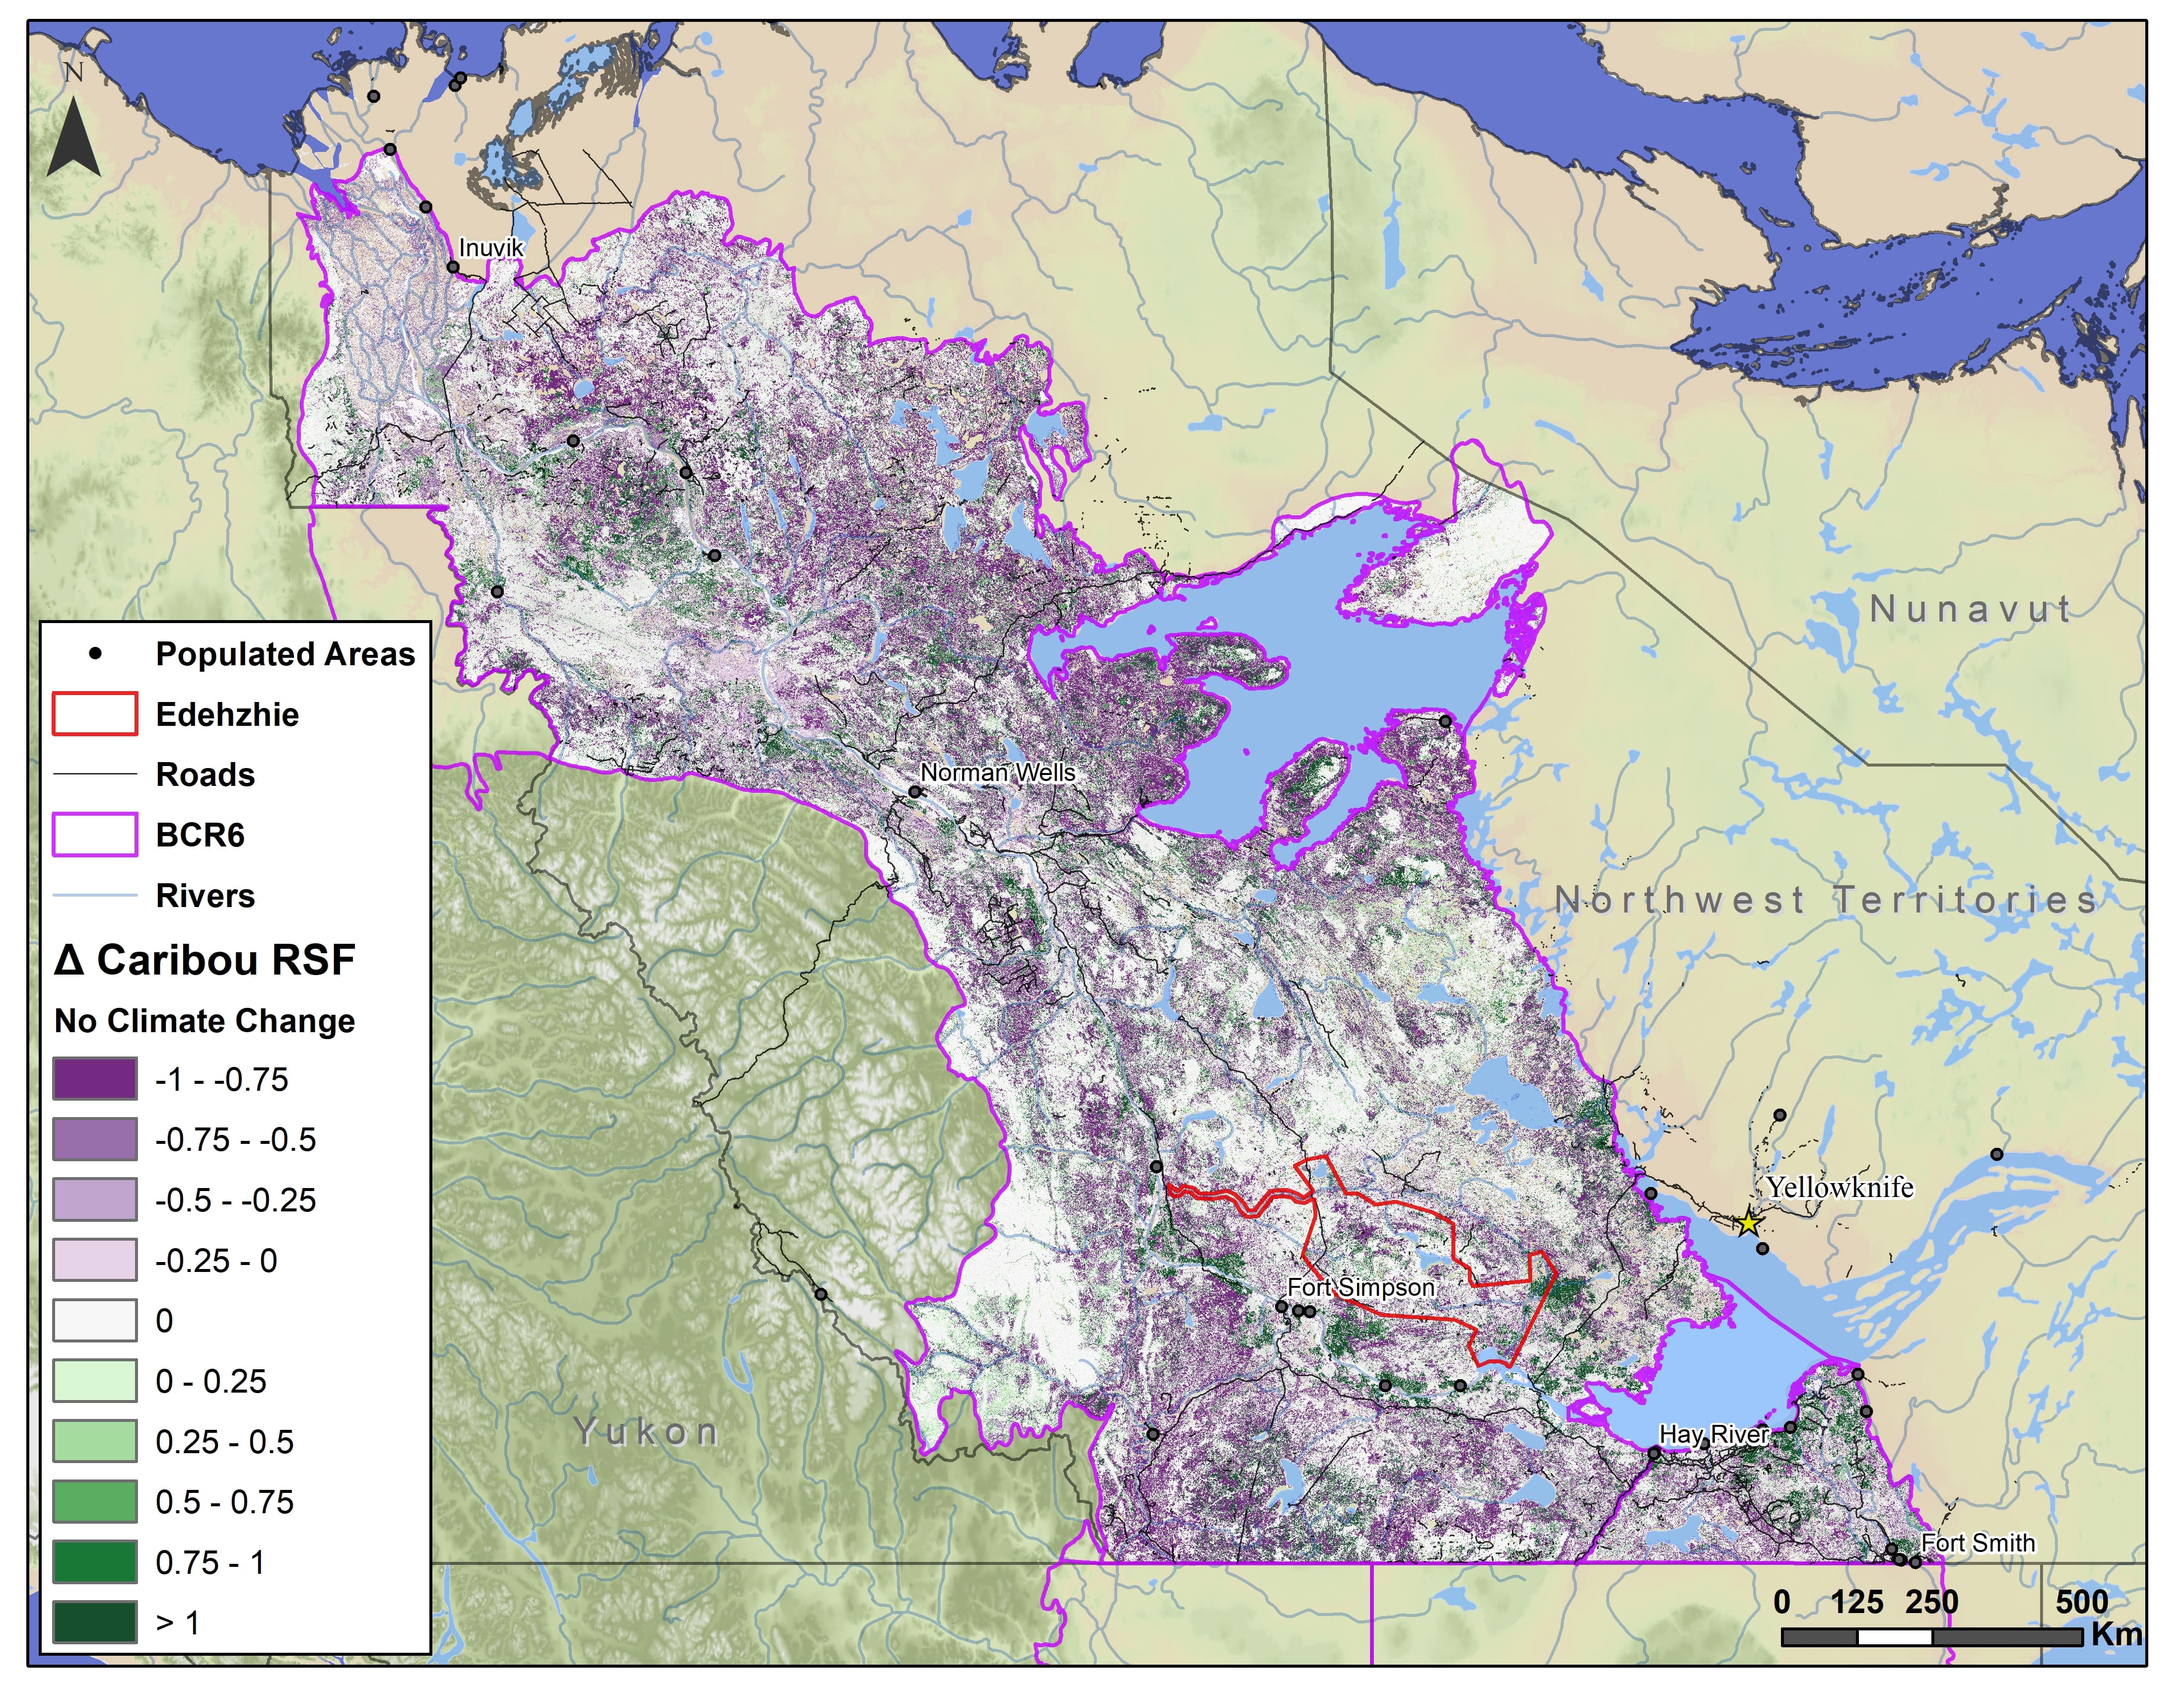 N
Inuvik
Nunavut
Norman Wells
Northwest Territories
Yellowknife
Fort Simpson
Yukon
Hay River
Fort Smith
Populated Areas
Edehzhie
Roads
BCR6
Rivers
Δ Caribou RSF
No Climate Change
-1 - -0.75
-0.75 - -0.5
-0.5 - -0.25
-0.25 - 0
0
0 - 0.25
0.25 - 0.5
0.5 - 0.75
0.75 - 1
> 1
0 125 250 500
Km